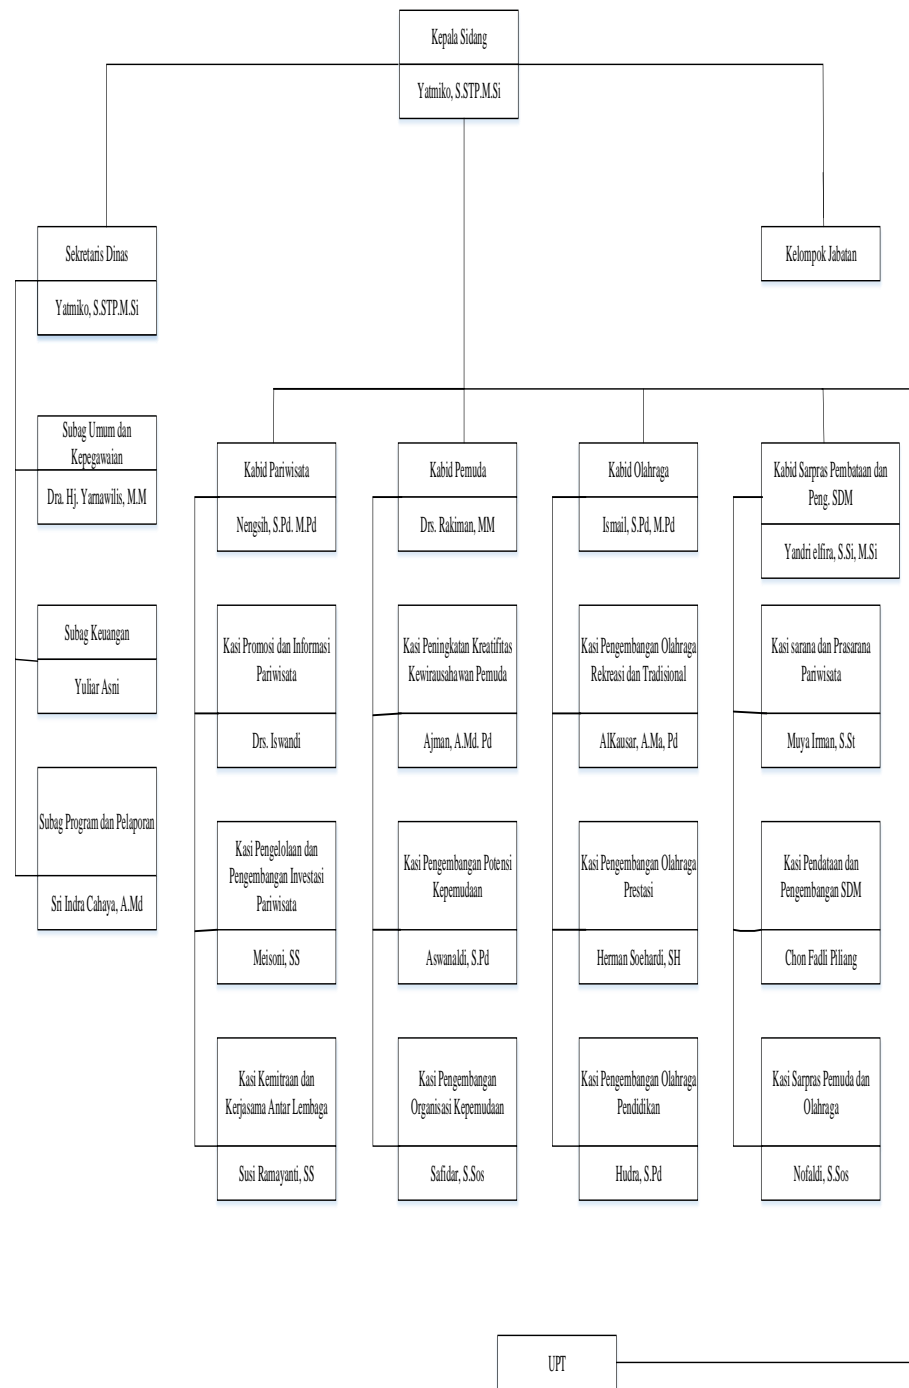 Kepala Sidang
Yatmiko, S.STP.M.Si
Sekretaris Dinas
Yatmiko, S.STP.M.Si
Kelompok Jabatan
Subag Umum dan
Kepegawaian
Dra. Hj. Yarnawilis, M.M
Subag Keuangan
Yuliar Asni
Subag Program dan Pelaporan
Sri Indra Cahaya, A.Md
Kabid Pariwisata
Nengsih, S.Pd. M.Pd
Kasi Promosi dan Informasi
Pariwisata
Drs. Iswandi
Kasi Pengelolaan dan
Pengembangan Investasi
Pariwisata
Meisoni, SS
Kasi Kemitraan dan
Kerjasama Antar Lembaga
Susi Ramayanti, SS
Kabid Pemuda
Drs. Rakiman, MM
Kasi Peningkatan Kreatifitas
Kewirausahawan Pemuda
Ajman, A.Md. Pd
Kasi Pengembangan Potensi
Kepemudaan
Aswanaldi, S.Pd
Kasi Pengembangan
Organisasi Kepemudaan
Safidar, S.Sos
Kabid Olahraga
Ismail, S.Pd, M.Pd
Kasi Pengembangan Olahraga
Rekreasi dan Tradisional
AlKausar, A.Ma, Pd
Kasi Pengembangan Olahraga
Prestasi
Herman Soehardi, SH
Kasi Pengembangan Olahraga
Pendidikan
Hudra, S.Pd
Kabid Sarpras Pembataan dan
Peng. SDM
Yandri elfira, S.Si, M.Si
Kasi sarana dan Prasarana
Pariwisata
Muya Irman, S.St
Kasi Pendataan dan
Pengembangan SDM
Chon Fadli Piliang
Kasi Sarpras Pemuda dan
Olahraga
Nofaldi, S.Sos
UPT